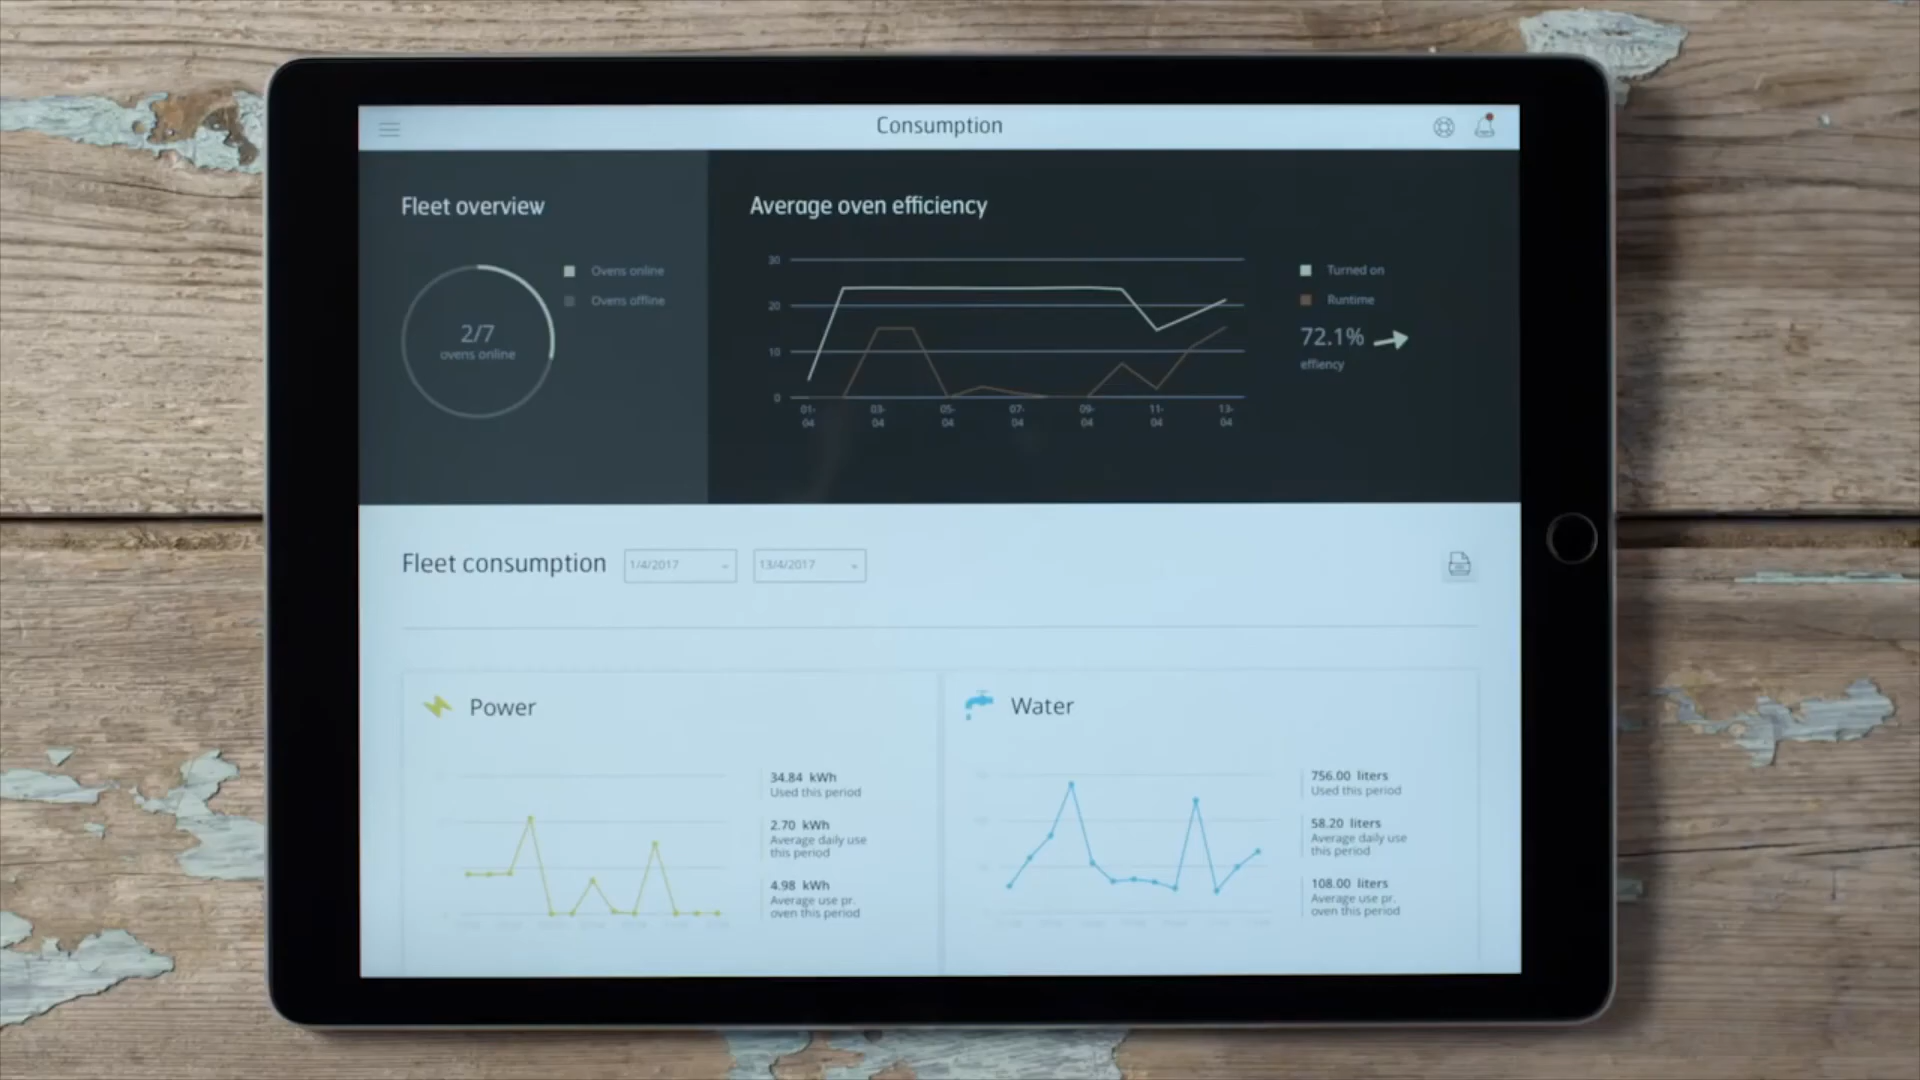 Consumption
Fleet overview
Ovens online
Ovens offline
2/7
ovens online
Average oven efficiency
30
20
10
0
01-
04
03-
04
05-
04
07-
04
09-
04
11-
04
13-
04
Turned on
Runtime
72.1%
effiency
Fleet consumption
1/4/2017
13/4/2017
Power
34.84 kWh
Used this period
2.70 kWh
Average daily use
this period
4.98 kWh
Average use pr.
oven this period
Water
756.00 liters
Used this period
58.20 liters
Average daily use
this period
108.00 liters
Average use pr.
oven this period